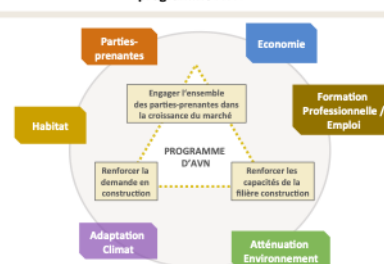 Parties-
prenantes
Economie
Engager l'ensemble
des parties-prenantes dans
la croissance du marché
Formation
Professionnelle /
Emploi
Habitat
PROGRAMME
D'AVN
Renforcer la
demande en
construction
Renforcer les
capacités de la
filière construction
Adaptation
Climat
Atténuation
Environnement